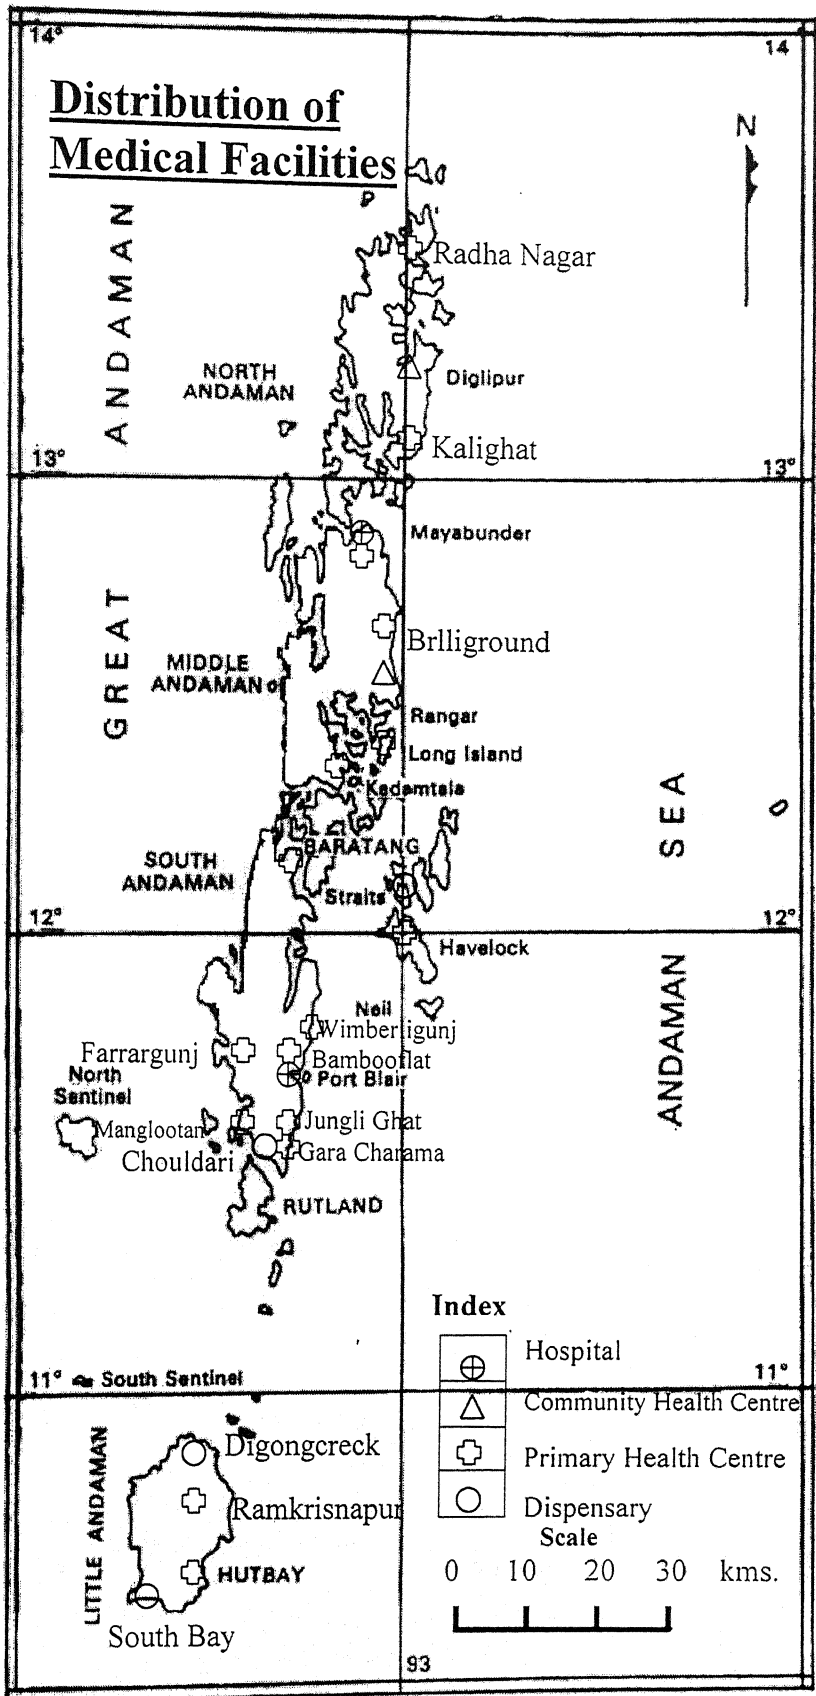 14°
14
Distribution of
Medical Facilities
N
ANDAMAN
Radha Nagar
NORTH
ANDAMAN
Diglipur
Kalighat
13°
13°
Mayabunder
GREAT
Brlliground
MIDDLE
ANDAMAN
Rangar
Long Island
Kadamtala
SEA
BARATANG
SOUTH
ANDAMAN
Straits
12°
12°
Havelock
ANDAMAN
Neil
Wimberligunj
Farrargunj
Bambooflat
North
Sentinel
Port Blair
Manglootan
Jungli Ghat
Chouldari
Gara Charama
RUTLAND
Index
Hospital
11°
South Sentinel
11°
Community Health Centre
LITTLE ANDAMAN
Digongcreck
Primary Health Centre
Ramkrisnapur
Dispensary
Scale
0 10 20 30 kms.
HUTBAY
South Bay
93